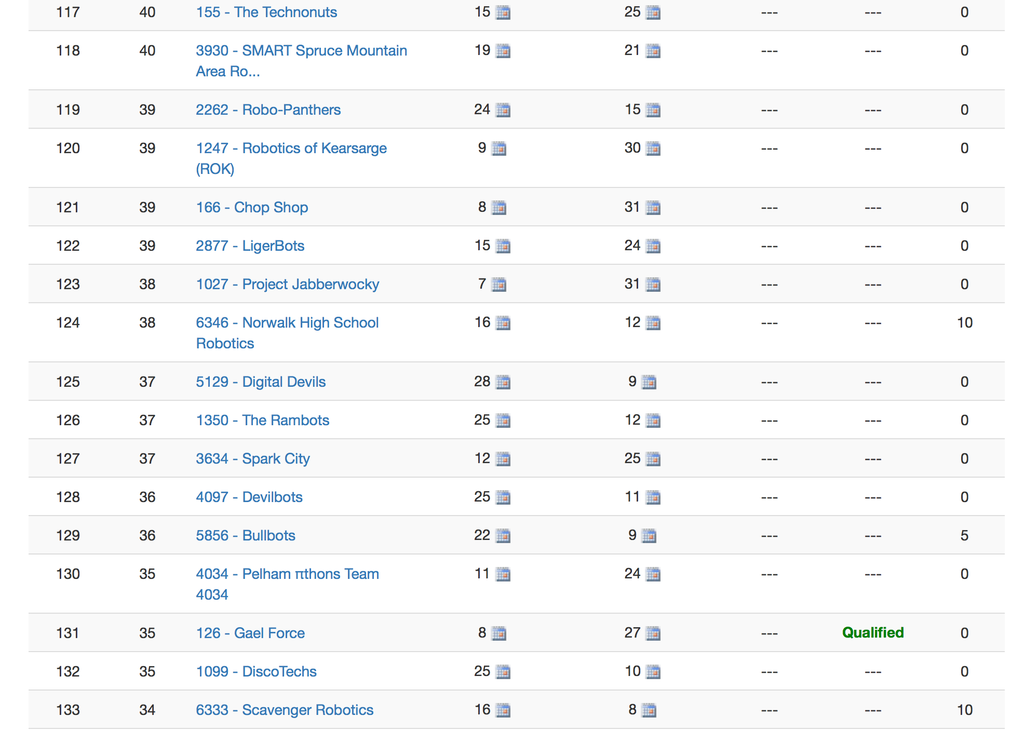 117 40 155 - The Technonuts 15 25 --- --- 0
118 40 3930 - SMART Spruce Mountain 19 21 --- --- 0
Area Ro...
119 39 2262 - Robo-Panthers 24 15 --- --- 0
120 39 1247 - Robotics of Kearsarge 9 30 --- --- 0
(ROK)
121 39 166 - Chop Shop 8 31 --- --- 0
122 39 2877 - LigerBots 15 24 --- --- 0
123 38 1027 - Project Jabberwocky 7 31 --- --- 0
124 38 6346 - Norwalk High School 16 12 --- --- 10
Robotics
125 37 5129 - Digital Devils 28 9 --- --- 0
126 37 1350 - The Rambots 25 12 --- --- 0
127 37 3634 - Spark City 12 25 --- --- 0
128 36 4097 - Devilbots 25 11 --- --- 0
129 36 5856 - Bullbots 22 9 --- --- 5
130 35 4034 - Pelham πthons Team 11 24 --- --- 0
4034
131 35 126 - Gael Force 8 27 --- Qualified 0
132 35 1099 - DiscoTechs 25 10 --- --- 0
133 34 6333 - Scavenger Robotics 16 8 --- --- 10